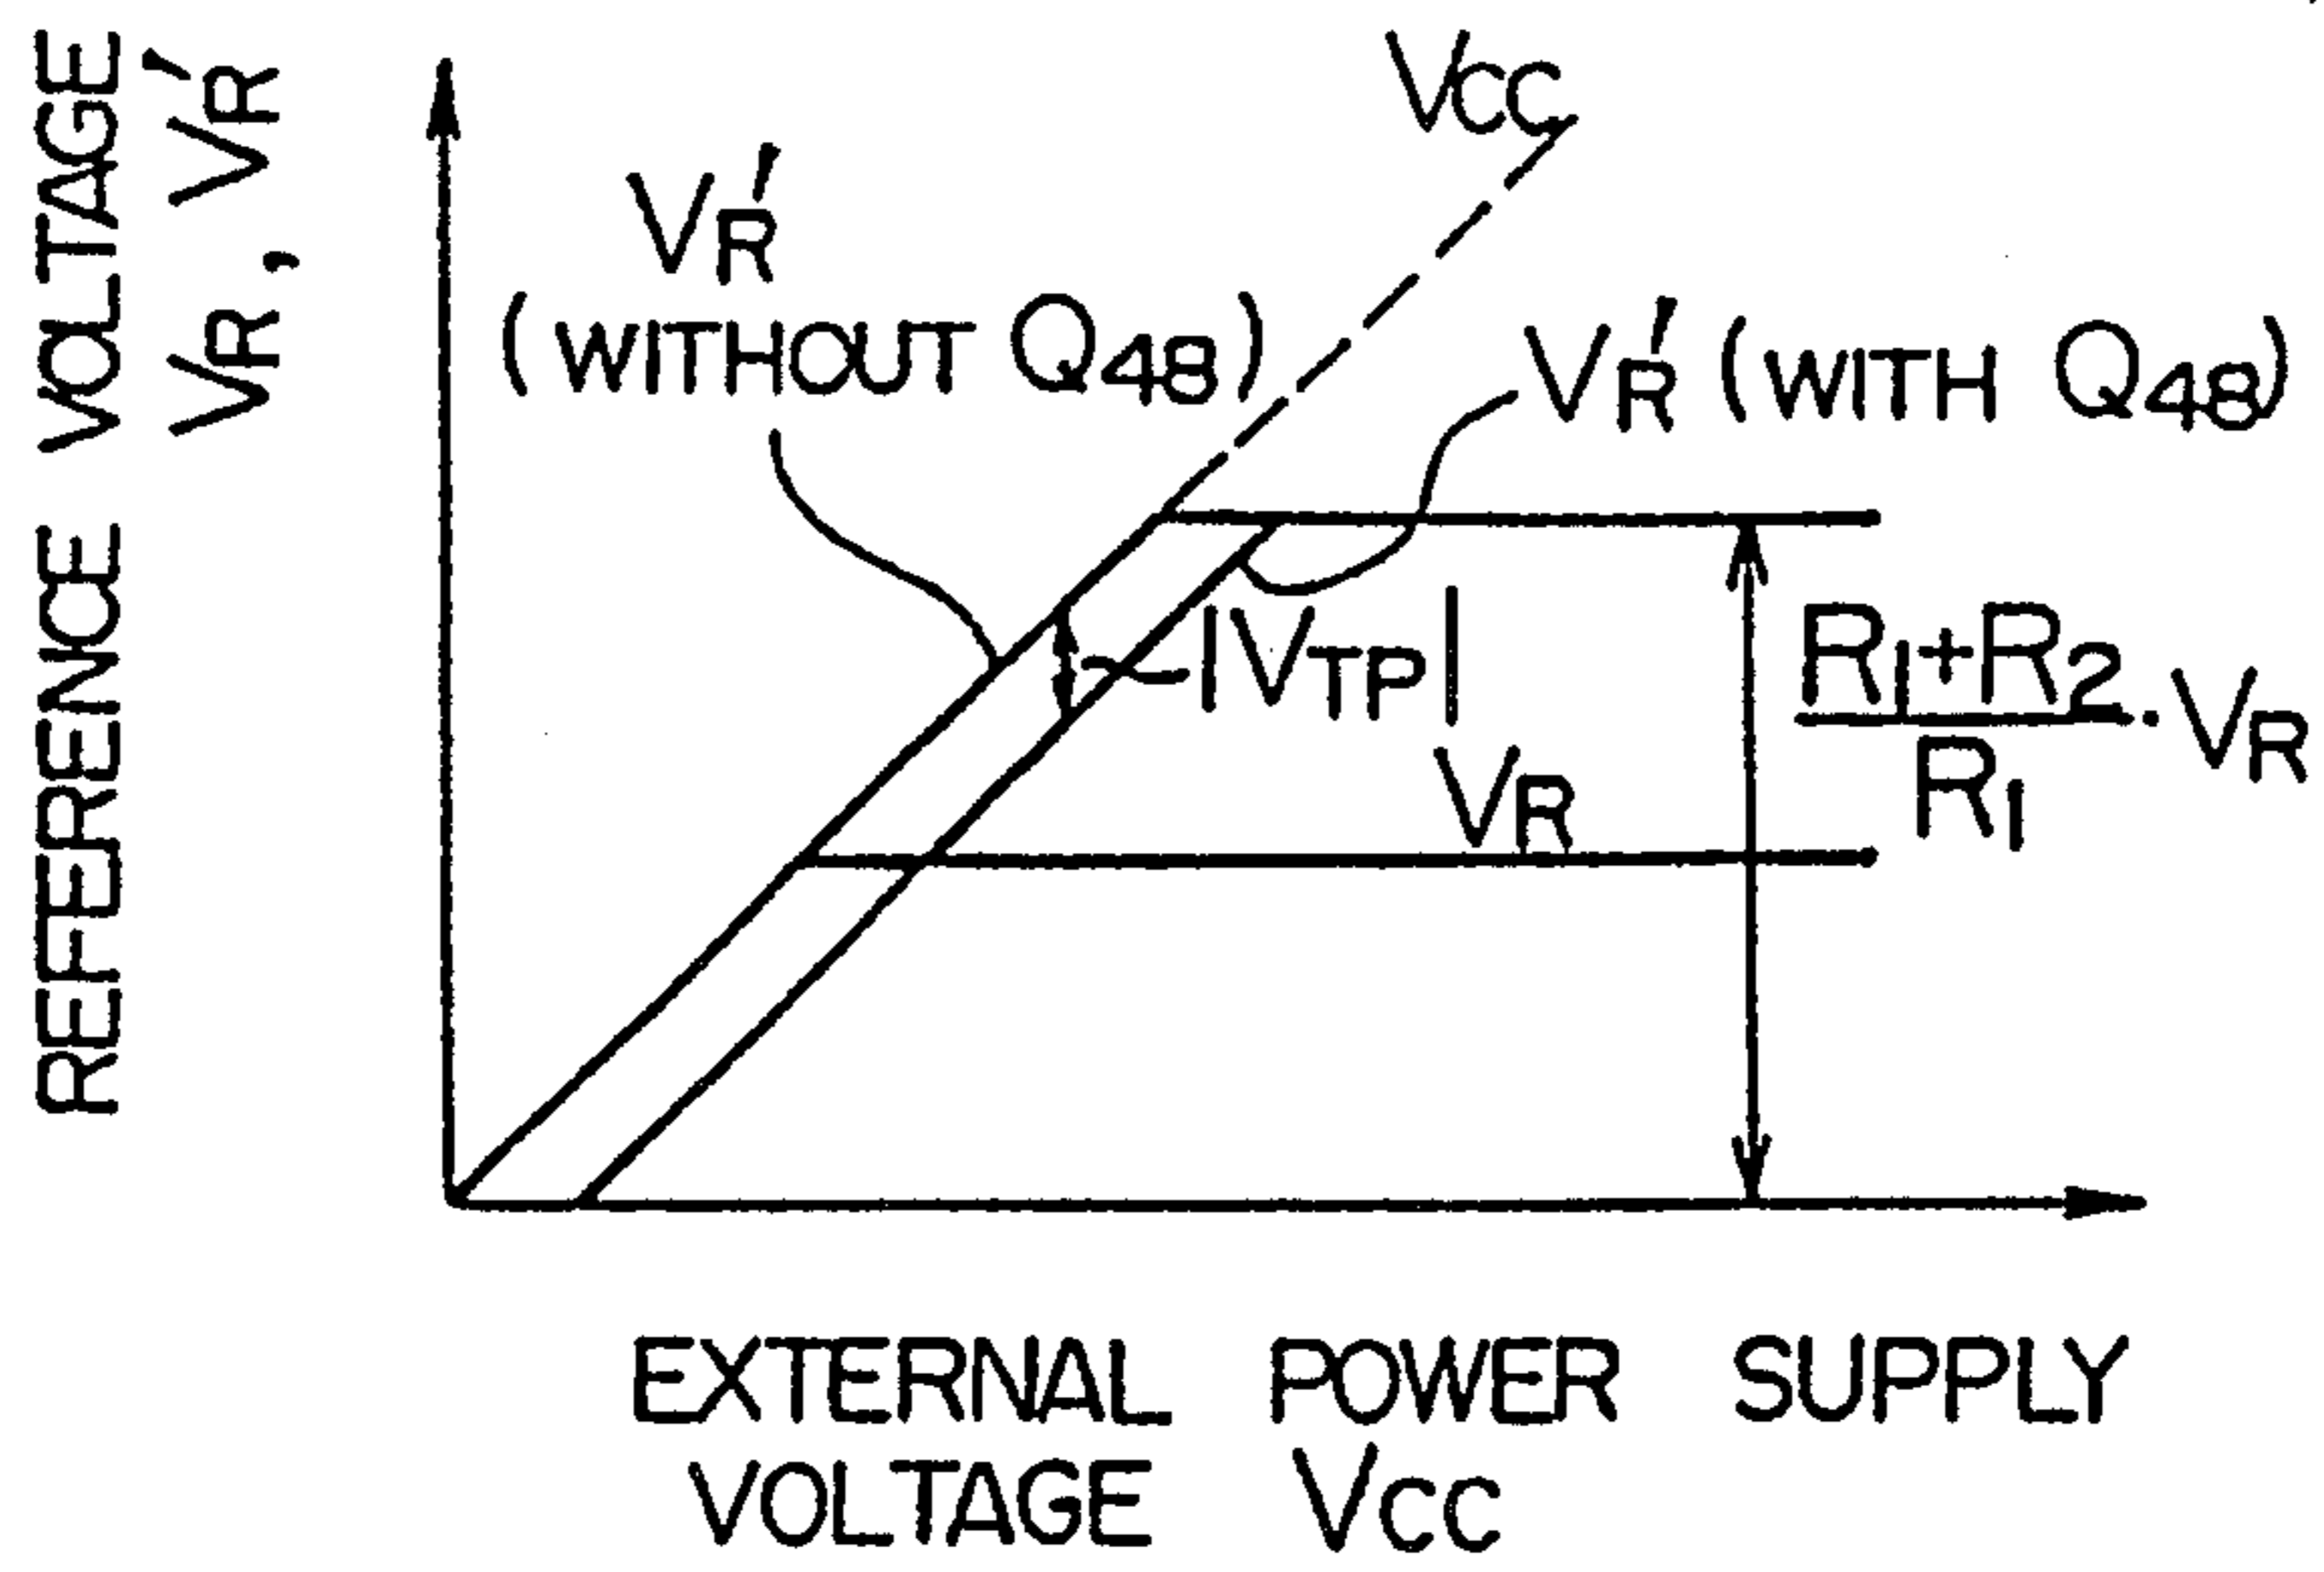 REFERENCE VOLTAGE
VR, VR'
VCC
VR'
(WITHOUT Q48)
VR' (WITH Q48)
|VTP|
R1+R2
R1
· VR
VR
EXTERNAL POWER SUPPLY
VOLTAGE VCC